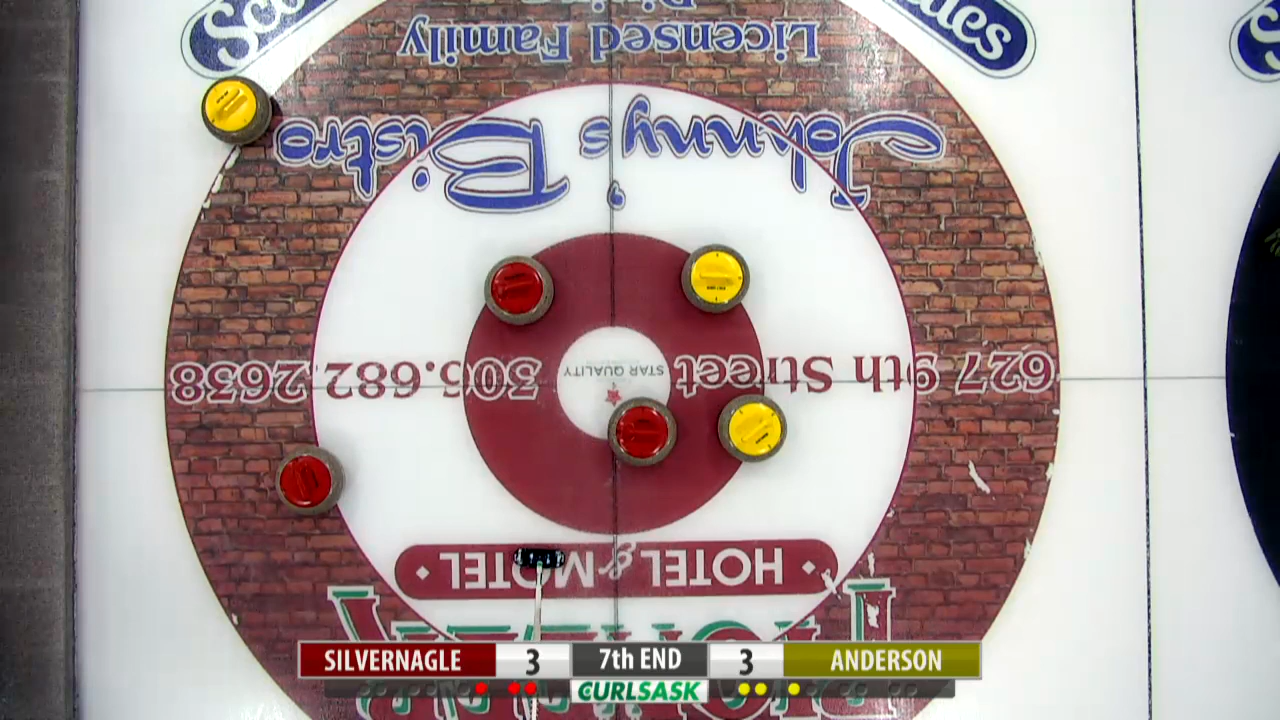 Licensed Family
Dining
Johnny's Bistro
627 9th Street 306.682.2638
STAR QUALITY
HOTEL & MOTEL
SILVERNAGLE 3 7th END 3 ANDERSON
CURLSASK